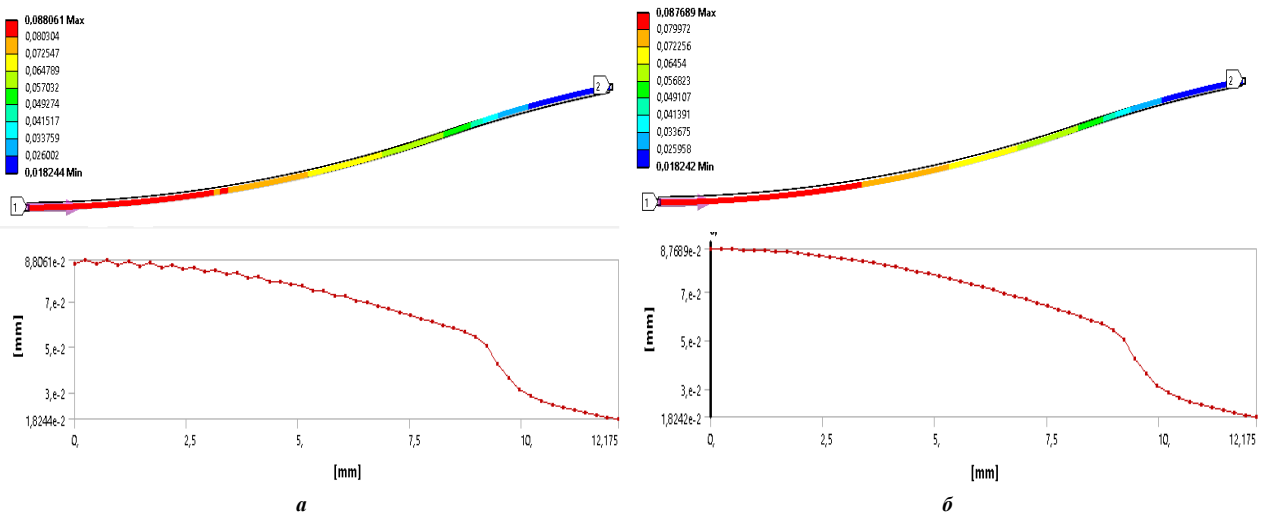 0,088061 Max
0,080304
0,072547
0,064789
0,057032
0,049274
0,041517
0,033759
0,026002
0,018244 Min
1
2
8,8061e-2
7,e-2
5,e-2
3,e-2
1,8244e-2
[mm]
0,
2,5
5,
7,5
10,
12,175
[mm]
а
0,087689 Max
0,079972
0,072256
0,06454
0,056823
0,049107
0,041391
0,033675
0,025958
0,018242 Min
1
2
8,7689e-2
7,e-2
5,e-2
3,e-2
1,8242e-2
[mm]
0,
2,5
5,
7,5
10,
12,175
[mm]
б